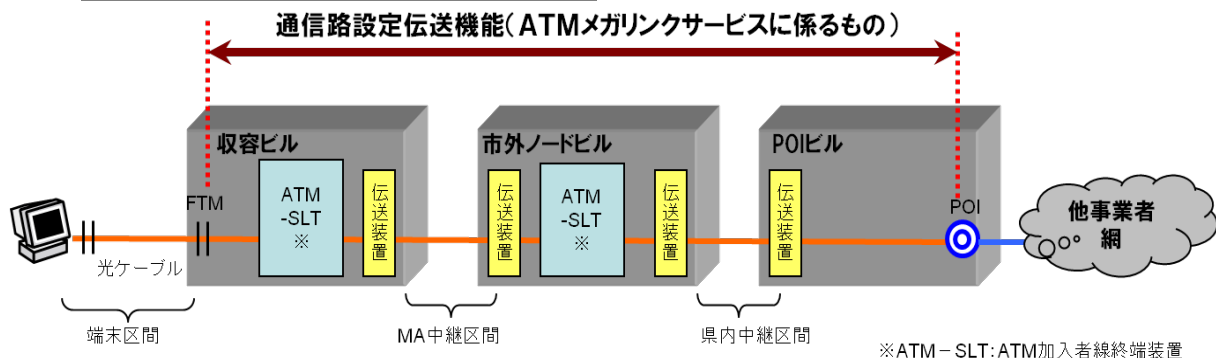 通信路設定伝送機能(ATMメガリンクサービスに係るもの)
収容ビル
市外ノードビル
POIビル
FTM
ATM
-SLT
※
伝送装置
伝送装置
ATM
-SLT
※
伝送装置
伝送装置
POI
他事業者
網
光ケーブル
端末区間
MA中継区間
県内中継区間
※ATM-SLT:ATM加入者線終端装置